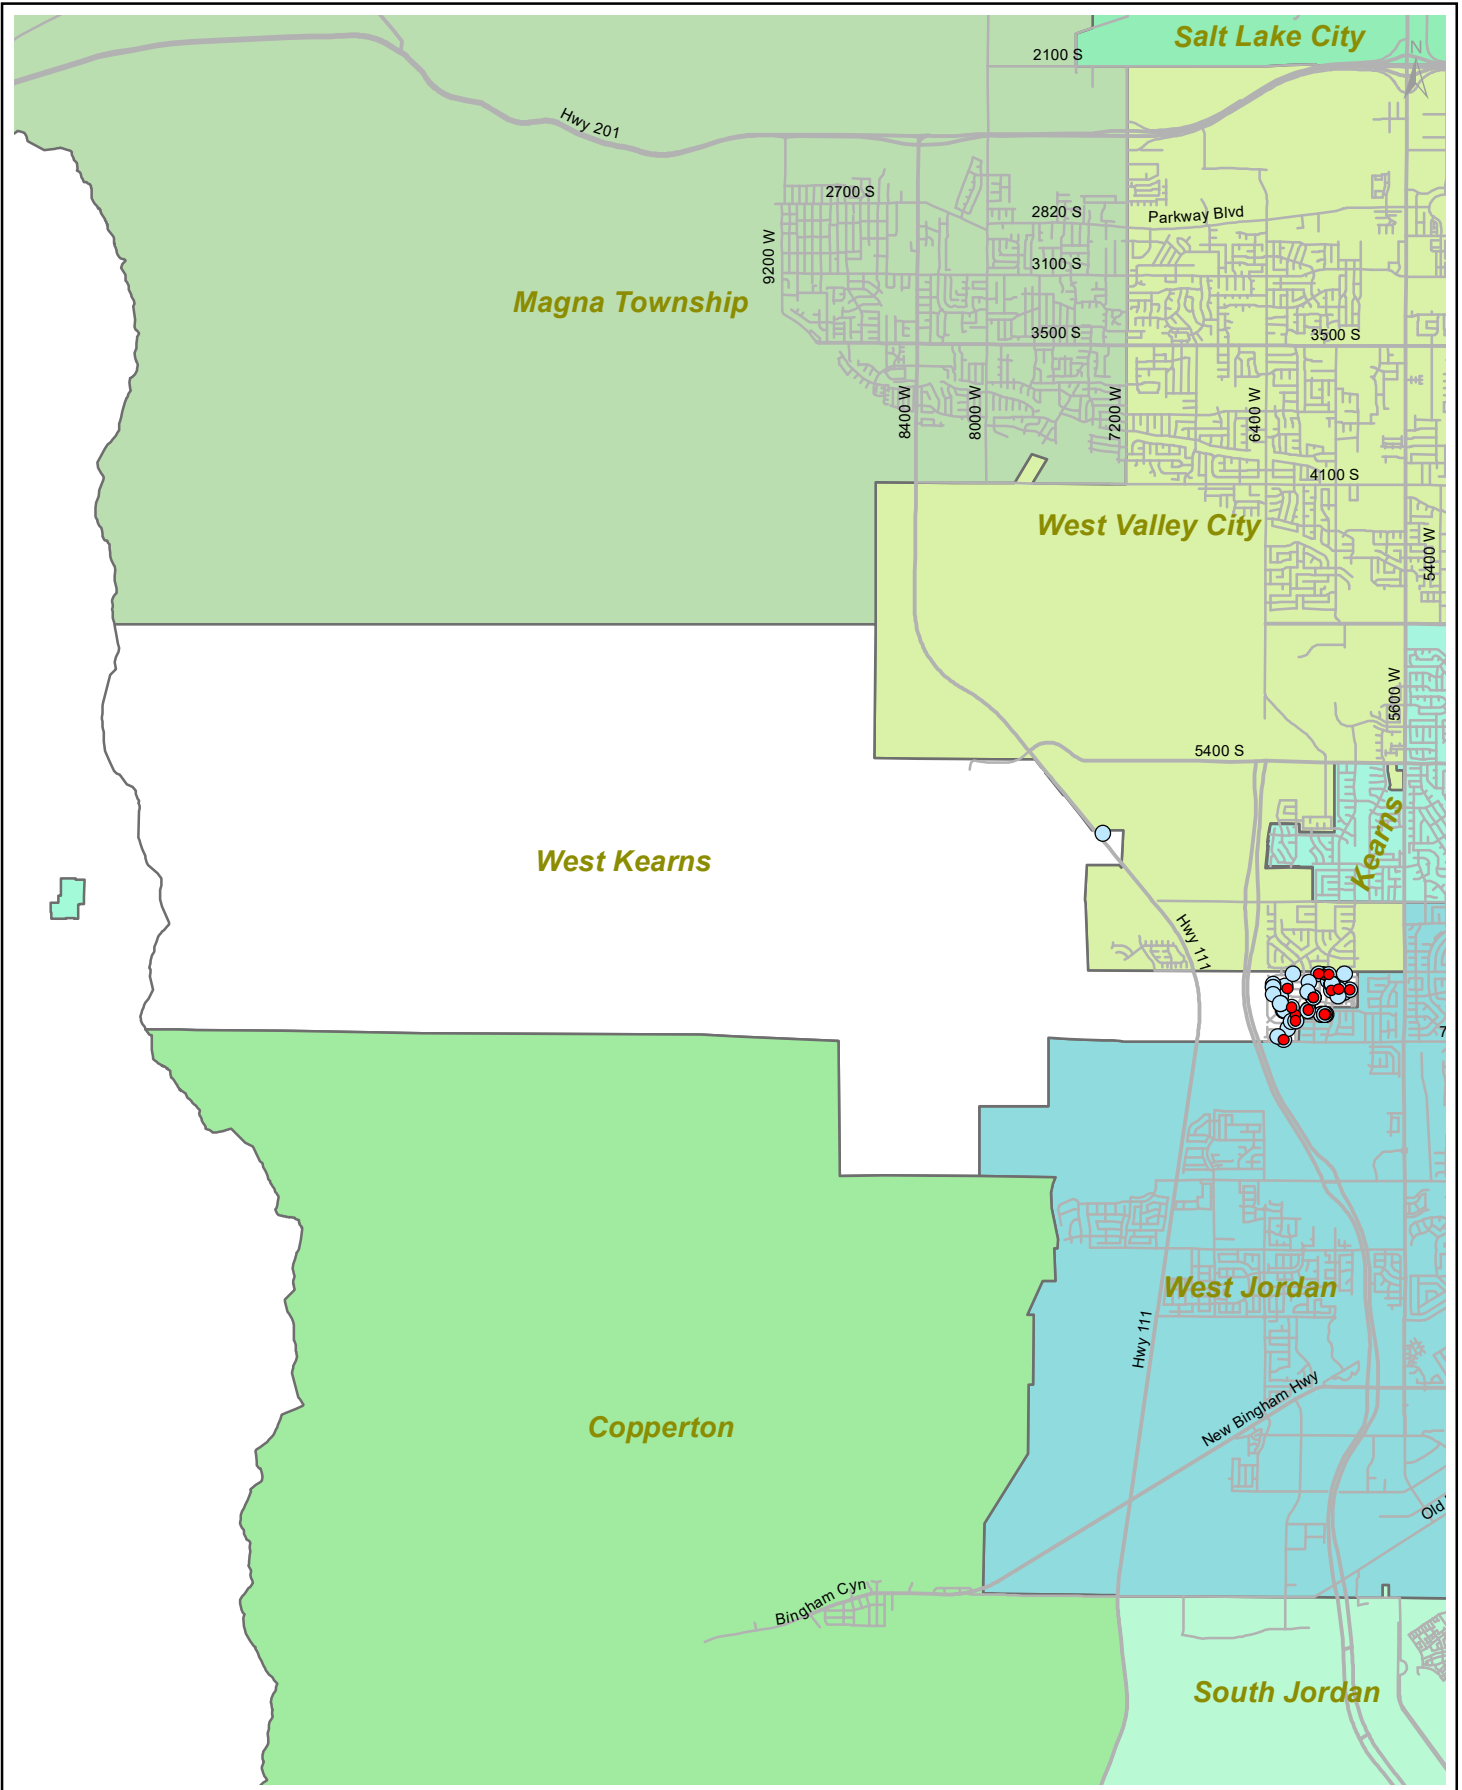 Salt Lake City
N
2100 S
Hwy 201
2700 S
2820 S
Parkway Blvd
9200 W
3100 S
Magna Township
3500 S
3500 S
8400 W
8000 W
7200 W
6400 W
4100 S
West Valley City
5400 W
5600 W
5400 S
Kearns
West Kearns
Hwy 111
7
West Jordan
Hwy 111
New Bingham Hwy
Copperton
Old
Bingham Cyn
South Jordan